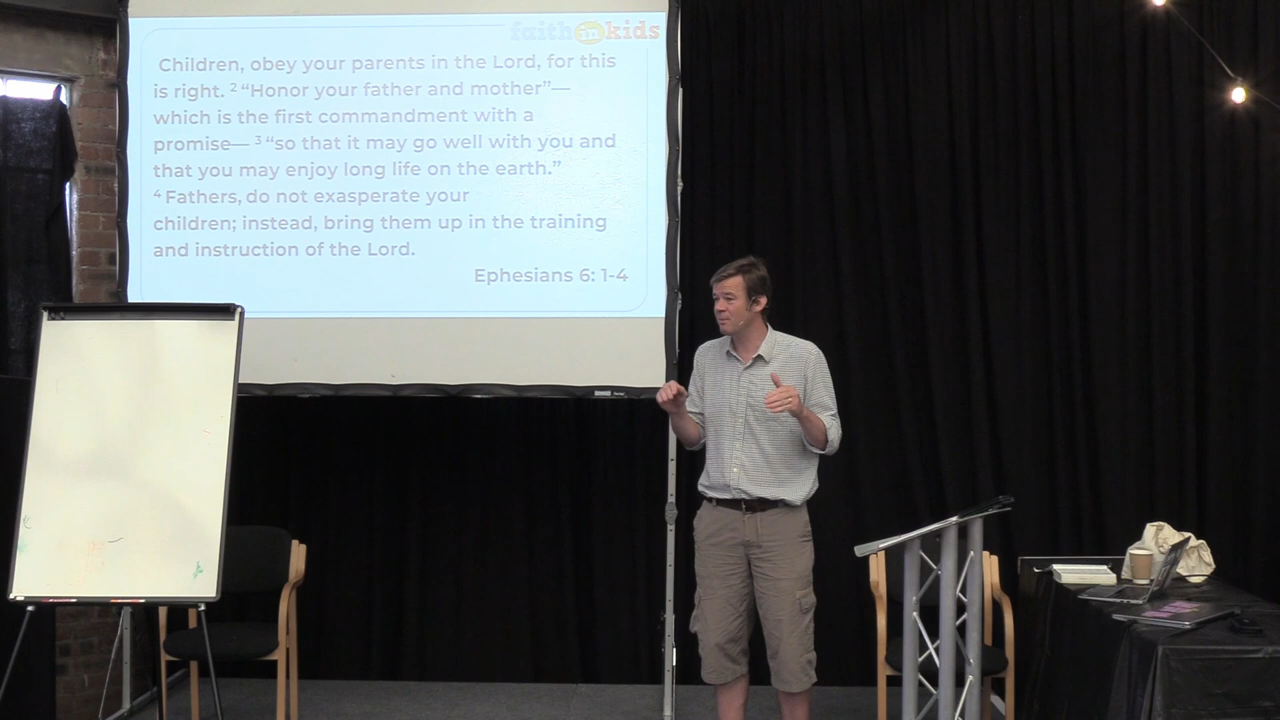 faith in kids
Children, obey your parents in the Lord, for this
is right. ² “Honor your father and mother”—
which is the first commandment with a
promise— ³ “so that it may go well with you and
that you may enjoy long life on the earth.”
⁴ Fathers, do not exasperate your
children; instead, bring them up in the training
and instruction of the Lord.
Ephesians 6: 1-4